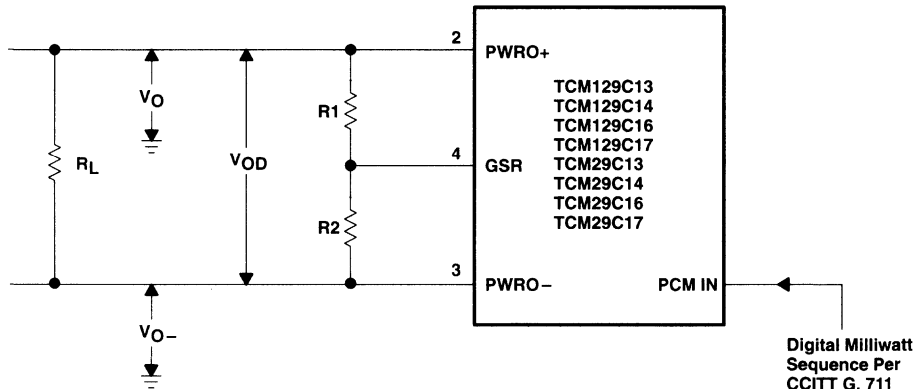 2
PWRO+
TCM129C13
TCM129C14
TCM129C16
TCM129C17
TCM29C13
TCM29C14
TCM29C16
TCM29C17
VO
R1
4
GSR
RL
VOD
R2
3
PWRO−
PCM IN
VO−
Digital Milliwatt
Sequence Per
CCITT G. 711